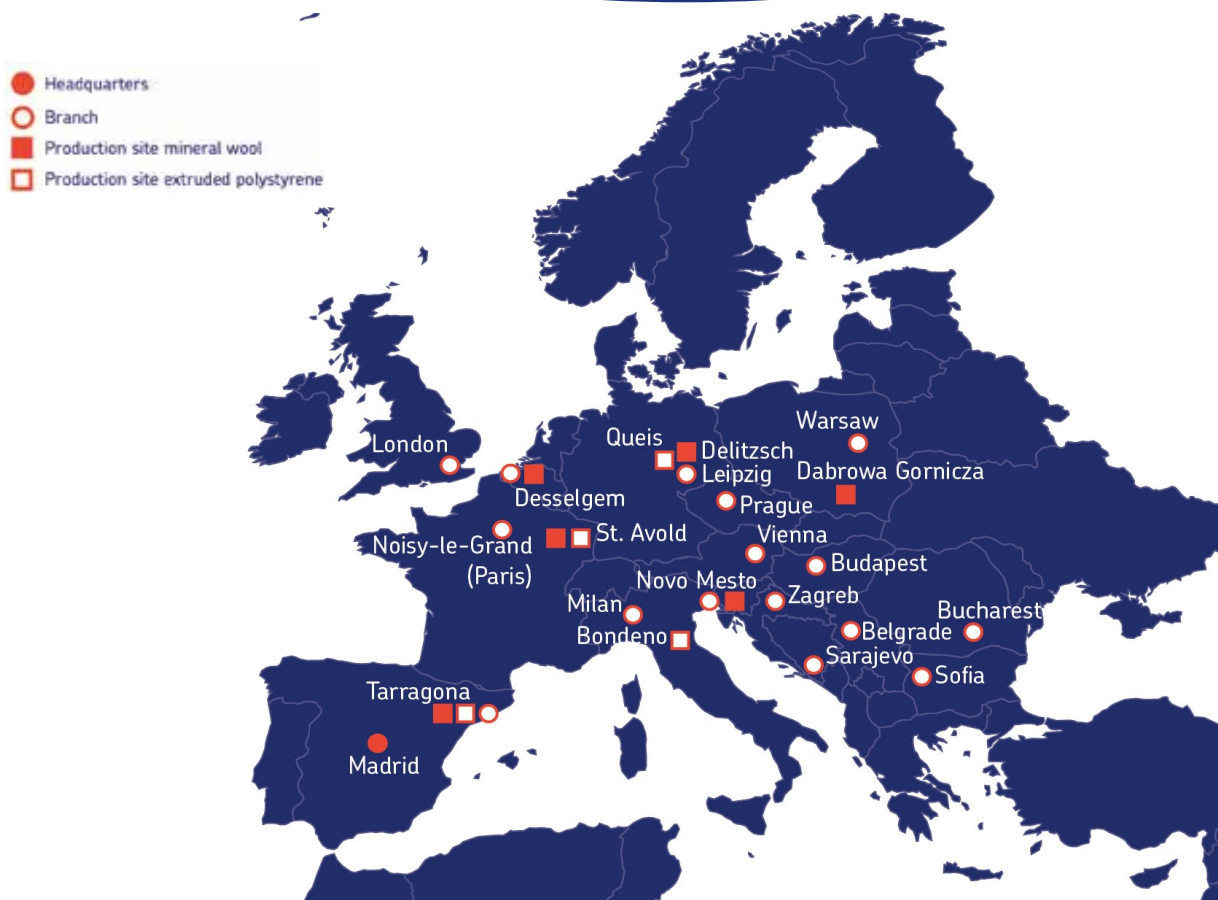 Headquarters
Branch
Production site mineral wool
Production site extruded polystyrene
Warsaw
Queis
London
Delitzsch
Leipzig
Dabrowa Gornicza
Desselgem
Prague
St. Avold
Vienna
Noisy-le-Grand
(Paris)
Budapest
Novo Mesto
Zagreb
Milan
Bucharest
Bondeno
Belgrade
Sarajevo
Sofia
Tarragona
Madrid